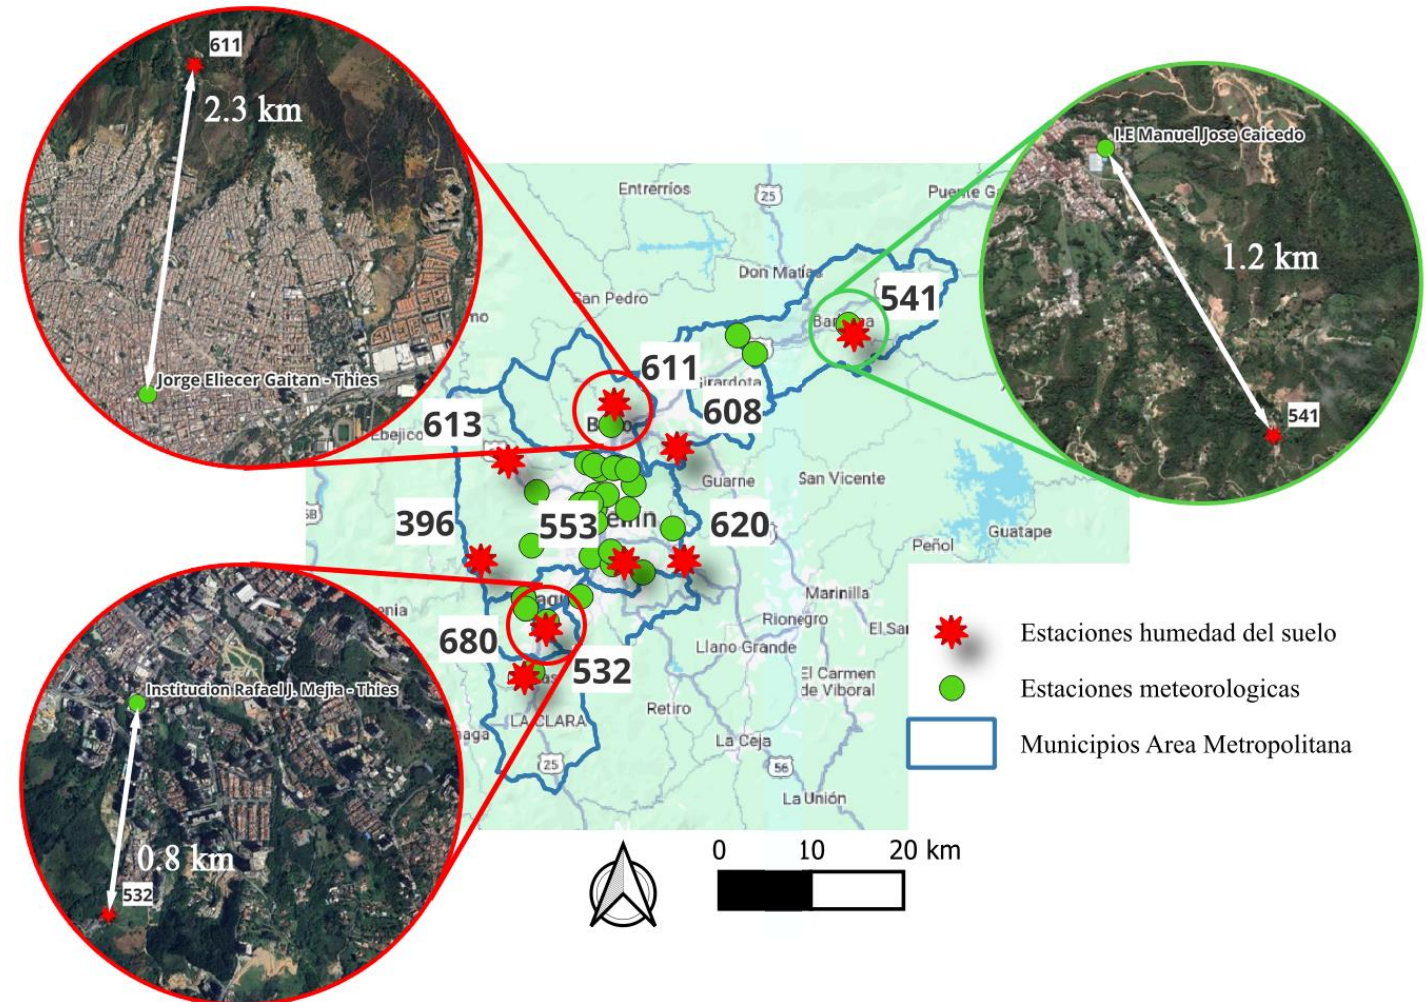 611
2.3 km
Jorge Eliecer Gaitan - Thies
I.E Manuel Jose Caicedo
1.2 km
541
Entrerríos
25
Don Matías
San Pedro
541
611
Girardota
608
613
Ebejico
Guarne
San Vicente
396
553
620
Guatape
Peñol
Marinilla
Rionegro
680
532
Llano Grande
El Carmen
de Viboral
LA CLARA
Retiro
La Ceja
25
56
La Unión
Institucion Rafael J. Mejia - Thies
0.8 km
532
Estaciones humedad del suelo
Estaciones meteorologicas
Municipios Area Metropolitana
0 10 20 km